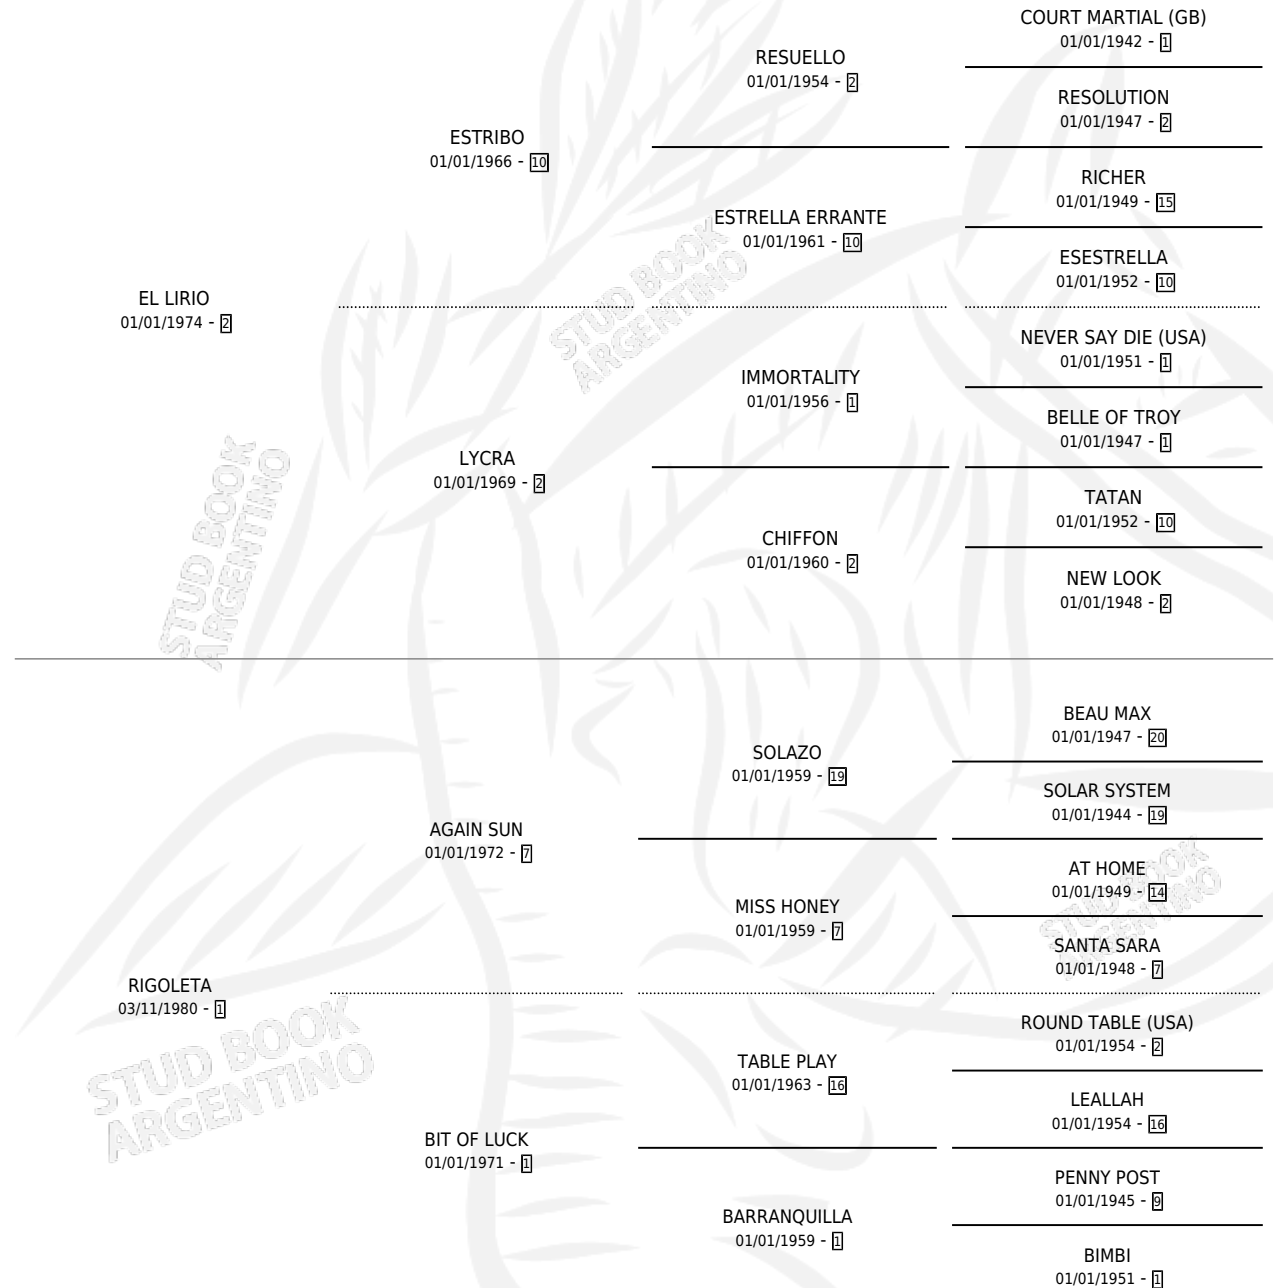 COURT MARTIAL (GB)
01/01/1942 - 1
RESUELLO
01/01/1954 - 2
RESOLUTION
01/01/1947 - 2
ESTRIBO
01/01/1966 - 10
RICHER
01/01/1949 - 15
ESTRELLA ERRANTE
01/01/1961 - 10
ESESTRELLA
01/01/1952 - 10
EL LIRIO
01/01/1974 - 2
STUD BOOK
ARGENTINO
NEVER SAY DIE (USA)
01/01/1951 - 1
IMMORTALITY
01/01/1956 - 1
BELLE OF TROY
01/01/1947 - 1
LYCRA
01/01/1969 - 2
TATAN
01/01/1952 - 10
CHIFFON
01/01/1960 - 2
NEW LOOK
01/01/1948 - 2
STUD BOOK
ARGENTINO
BEAU MAX
01/01/1947 - 20
SOLAZO
01/01/1959 - 19
SOLAR SYSTEM
01/01/1944 - 19
AGAIN SUN
01/01/1972 - 7
AT HOME
01/01/1949 - 14
MISS HONEY
01/01/1959 - 7
SANTA SARA
01/01/1948 - 7
STUD BOOK
ARGENTINO
RIGOLETA
03/11/1980 - 1
ROUND TABLE (USA)
01/01/1954 - 2
TABLE PLAY
01/01/1963 - 16
LEALLAH
01/01/1954 - 16
STUD BOOK
ARGENTINO
BIT OF LUCK
01/01/1971 - 1
PENNY POST
01/01/1945 - 9
BARRANQUILLA
01/01/1959 - 1
BIMBI
01/01/1951 - 1